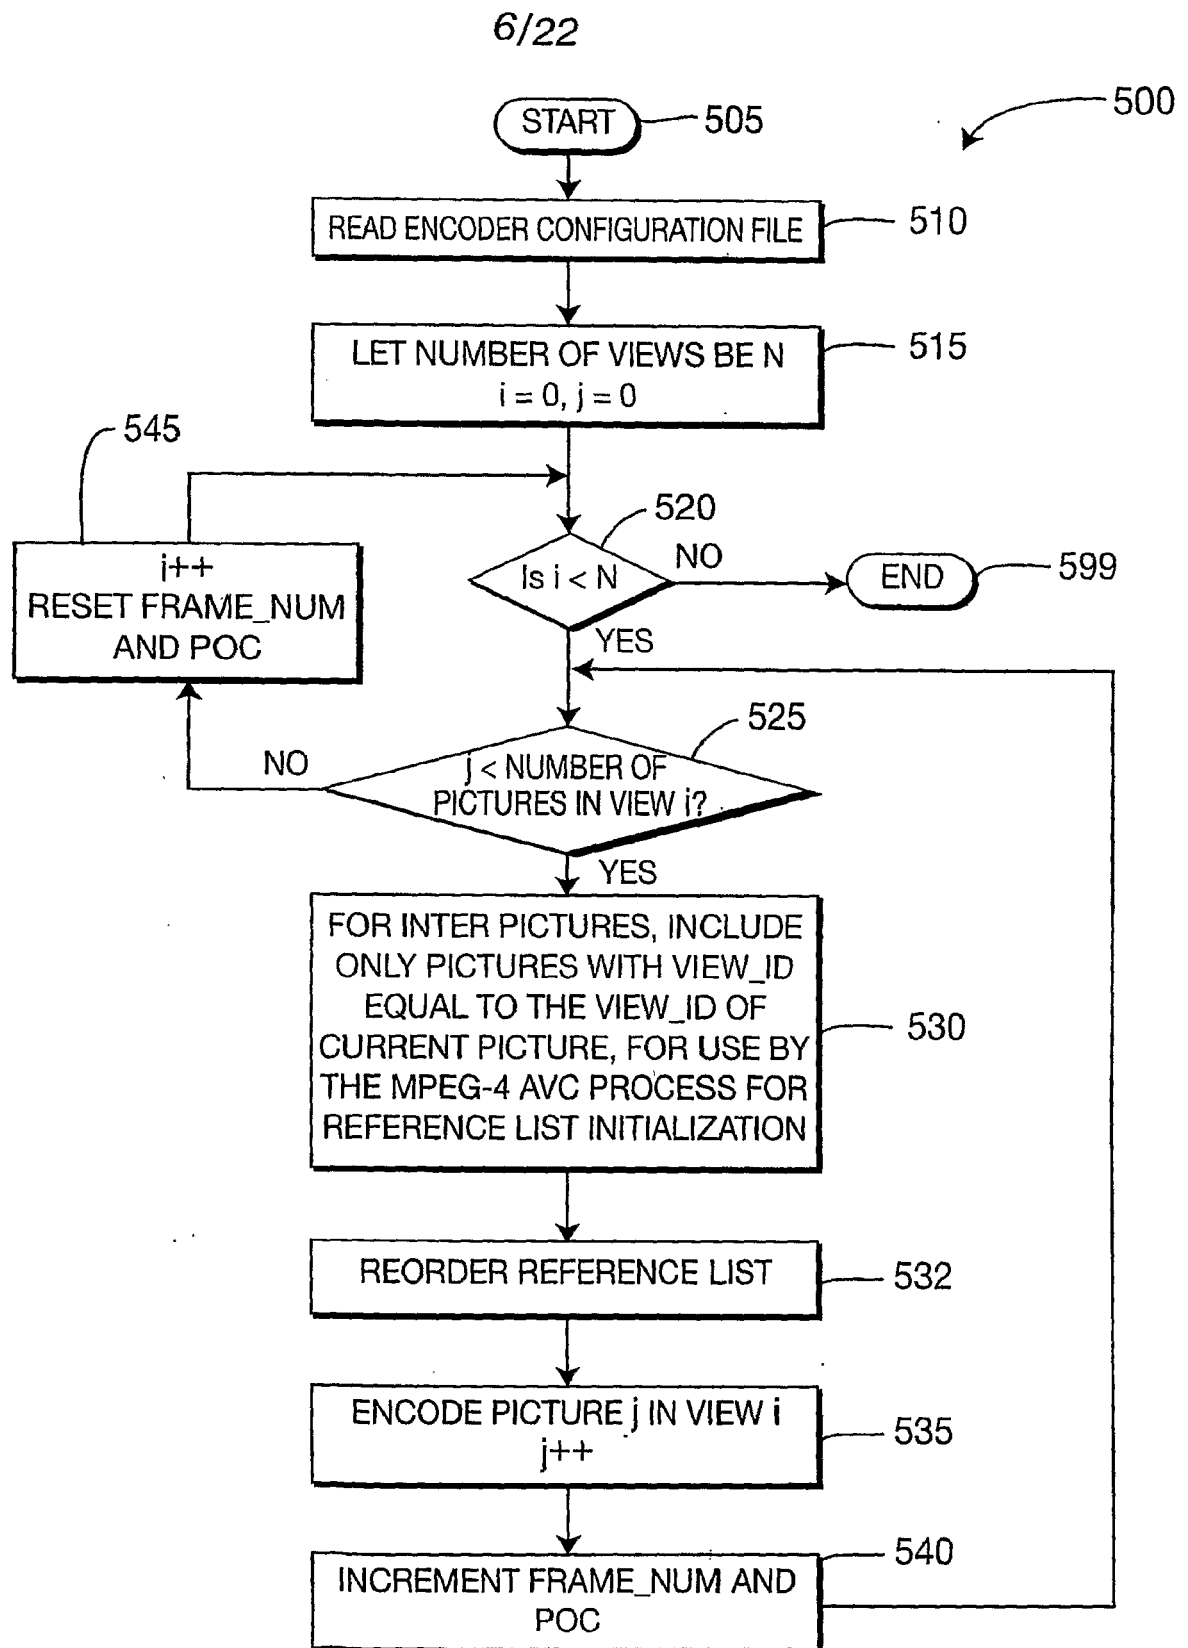 6/22
500
START
505
READ ENCODER CONFIGURATION FILE
510
LET NUMBER OF VIEWS BE N
i = 0, j = 0
515
545
i++
RESET FRAME_NUM
AND POC
520
Is i < N
NO
END
599
YES
525
j < NUMBER OF
PICTURES IN VIEW i?
NO
YES
FOR INTER PICTURES, INCLUDE
ONLY PICTURES WITH VIEW_ID
EQUAL TO THE VIEW_ID OF
CURRENT PICTURE, FOR USE BY
THE MPEG-4 AVC PROCESS FOR
REFERENCE LIST INITIALIZATION
530
REORDER REFERENCE LIST
532
ENCODE PICTURE j IN VIEW i
j++
535
INCREMENT FRAME_NUM AND
POC
540